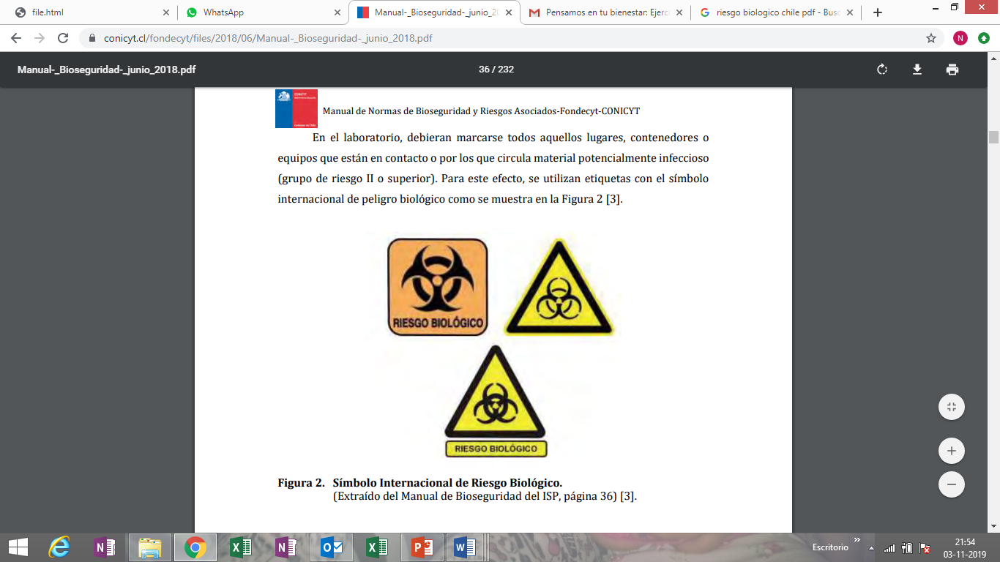 file.html
WhatsApp
Manual-_Bioseguridad-_junio_20
Pensamos en tu bienestar: Ejerc
riesgo biologico chile pdf - Bus
conicyt.cl/fondecyt/files/2018/06/Manual-_Bioseguridad-_junio_2018.pdf
N
Manual-_Bioseguridad-_junio_2018.pdf
36 / 232
CONICYT
Gobierno de Chile
Manual de Normas de Bioseguridad y Riesgos Asociados-Fondecyt-CONICYT
En el laboratorio, debieran marcarse todos aquellos lugares, contenedores o
equipos que están en contacto o por los que circula material potencialmente infeccioso
(grupo de riesgo II o superior). Para este efecto, se utilizan etiquetas con el símbolo
internacional de peligro biológico como se muestra en la Figura 2 [3].
RIESGO BIOLÓGICO
RIESGO BIOLÓGICO
Figura 2. Símbolo Internacional de Riesgo Biológico.
(Extraído del Manual de Bioseguridad del ISP, página 36) [3].
Escritorio
21:54
03-11-2019